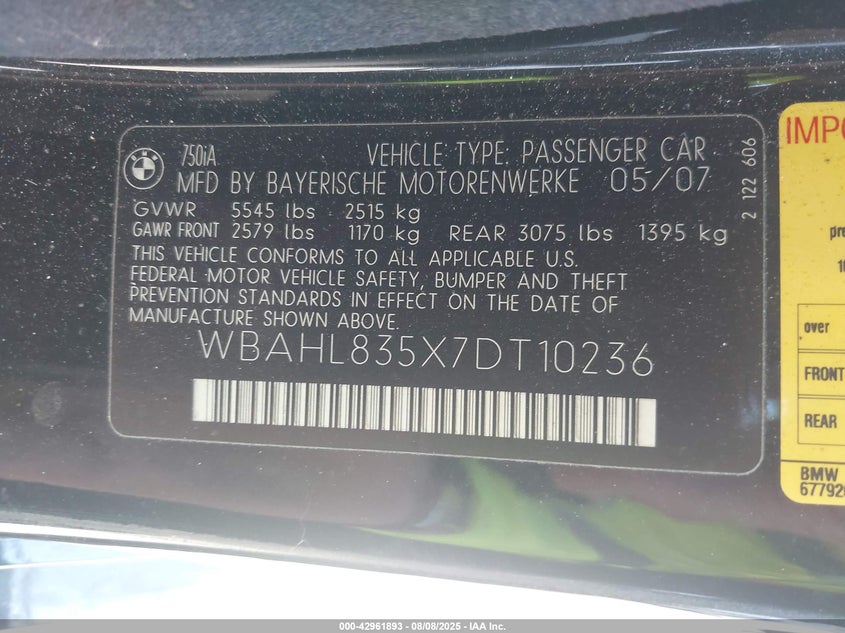 750iA VEHICLE TYPE: PASSENGER CAR
MFD BY BAYERISCHE MOTORENWERKE 05/07
GVWR 5545 lbs 2515 kg
GAWR FRONT 2579 lbs 1170 kg REAR 3075 lbs 1395 kg
THIS VEHICLE CONFORMS TO ALL APPLICABLE U.S.
FEDERAL MOTOR VEHICLE SAFETY, BUMPER AND THEFT
PREVENTION STANDARDS IN EFFECT ON THE DATE OF
MANUFACTURE SHOWN ABOVE.
WBAHL835X7DT10236
2 122 606
over
FRONT
REAR
BMW
000-42961893 - 08/08/2025 - IAA Inc.